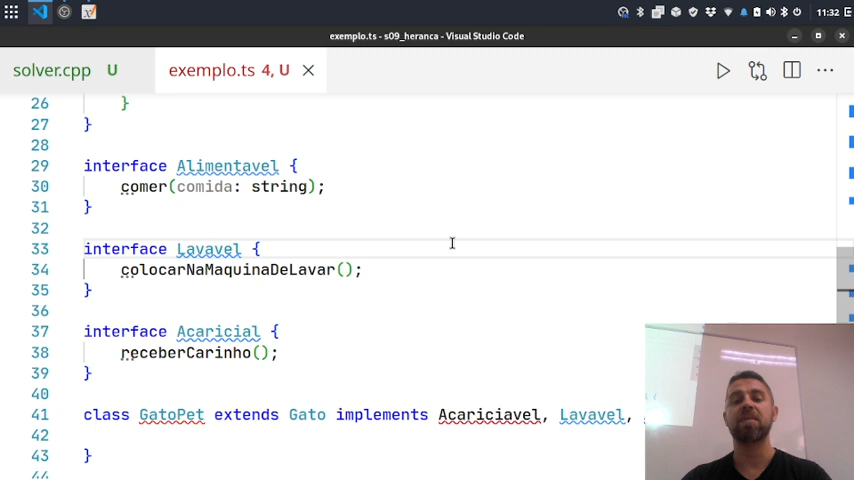 11:32
exemplo.ts - s09_heranca - Visual Studio Code
solver.cpp U exemplo.ts 4, U
26 }
27 }
28
29 interface Alimentavel {
30 comer(comida: string);
31 }
32
33 interface Lavavel {
34 colocarNaMaquinaDeLavar();
35 }
36
37 interface Acaricial {
38 receberCarinho();
39 }
40
41 class GatoPet extends Gato implements Acariciavel, Lavavel,
42
43 }
44